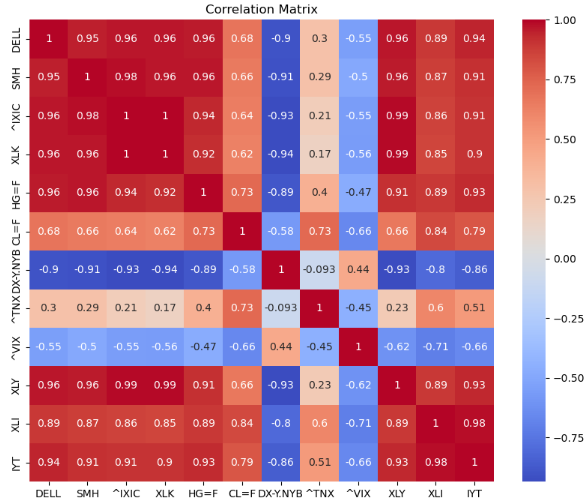 Correlation Matrix
DELL 1 0.95 0.96 0.96 0.96 0.68 -0.9 0.3 -0.55 0.96 0.89 0.94
SMH 0.95 1 0.98 0.96 0.96 0.66 -0.91 0.29 -0.5 0.96 0.87 0.91
^IXIC 0.96 0.98 1 1 0.94 0.64 -0.93 0.21 -0.55 0.99 0.86 0.91
XLK 0.96 0.96 1 1 0.92 0.62 -0.94 0.17 -0.56 0.99 0.85 0.9
HG=F 0.96 0.96 0.94 0.92 1 0.73 -0.89 0.4 -0.47 0.91 0.89 0.93
CL=F 0.68 0.66 0.64 0.62 0.73 1 -0.58 0.73 -0.66 0.66 0.84 0.79
DX-Y.NYB -0.9 -0.91 -0.93 -0.94 -0.89 -0.58 1 -0.093 0.44 -0.93 -0.8 -0.86
^TNX 0.3 0.29 0.21 0.17 0.4 0.73 -0.093 1 -0.45 0.23 0.6 0.51
^VIX -0.55 -0.5 -0.55 -0.56 -0.47 -0.66 0.44 -0.45 1 -0.62 -0.71 -0.66
XLY 0.96 0.96 0.99 0.99 0.91 0.66 -0.93 0.23 -0.62 1 0.89 0.93
XLI 0.89 0.87 0.86 0.85 0.89 0.84 -0.8 0.6 -0.71 0.89 1 0.98
IYT 0.94 0.91 0.91 0.9 0.93 0.79 -0.86 0.51 -0.66 0.93 0.98 1
DELL SMH ^IXIC XLK HG=F CL=F DX-Y.NYB ^TNX ^VIX XLY XLI IYT
1.00
0.75
0.50
0.25
0.00
-0.25
-0.50
-0.75